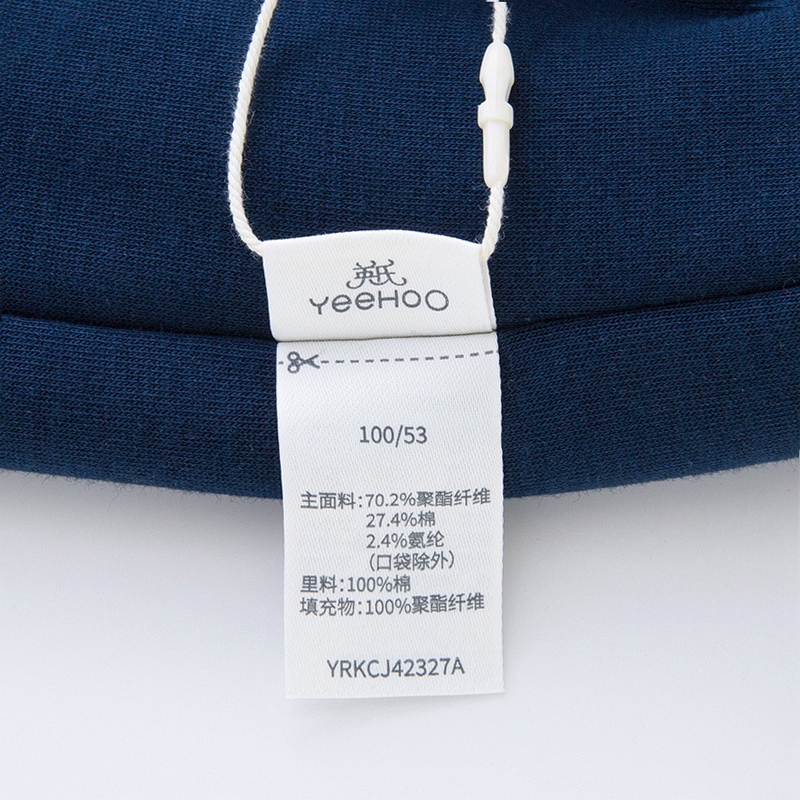 英氏
YeeHoO
100/53
主面料:70.2%聚酯纤维
27.4%棉
2.4%氨纶
(口袋除外)
里料:100%棉
填充物:100%聚酯纤维
YRKCJ42327A